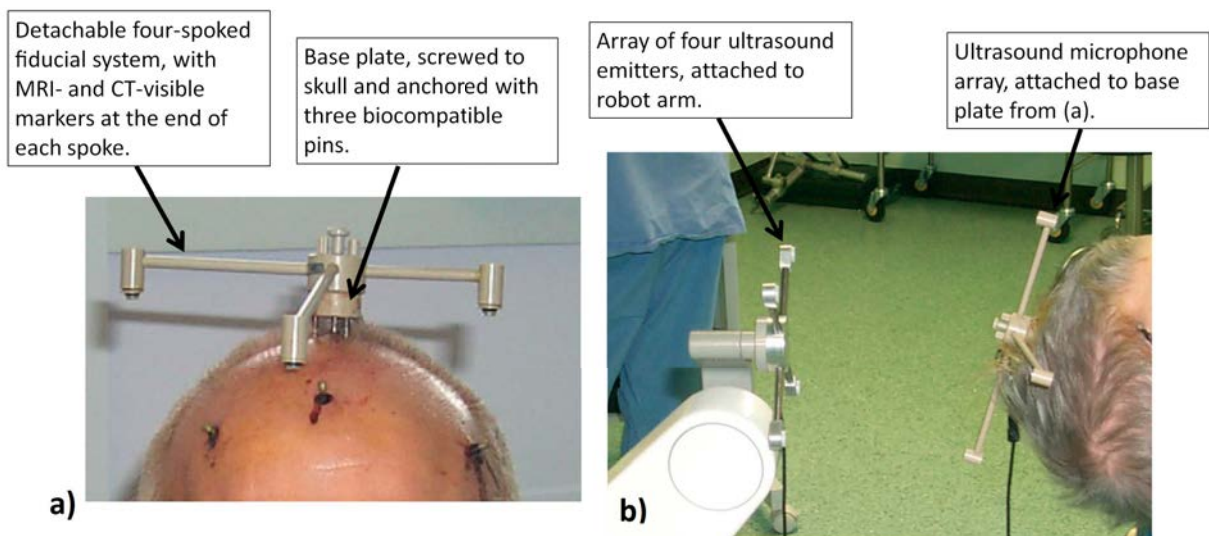 Detachable four-spoked
fiducial system, with
MRI- and CT-visible
markers at the end of
each spoke.
Base plate, screwed to
skull and anchored with
three biocompatible
pins.
Array of four ultrasound
emitters, attached to
robot arm.
Ultrasound microphone
array, attached to base
plate from (a).
a)
b)